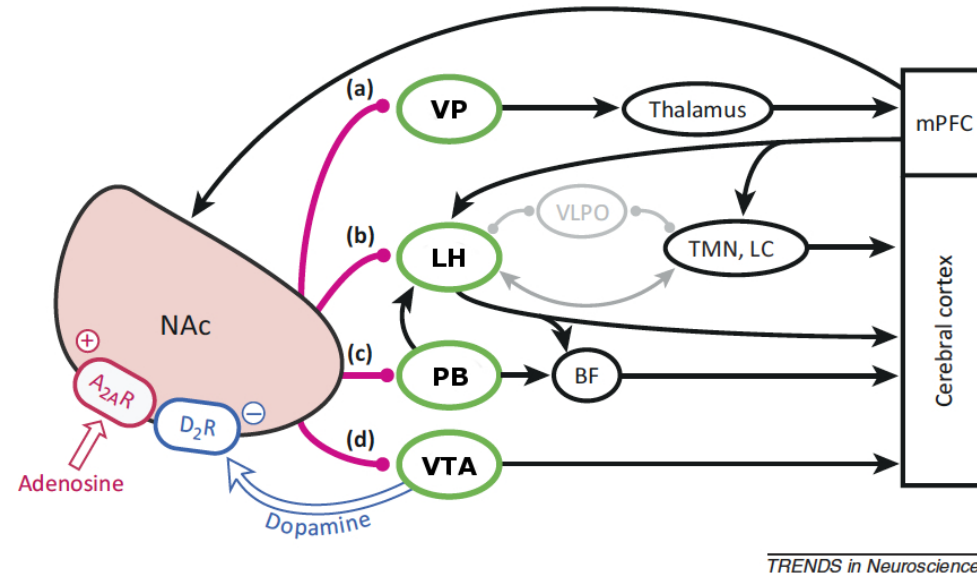 (a)
VP
Thalamus
mPFC
(b)
VLPO
LH
TMN, LC
NAc
(c)
PB
BF
Cerebral cortex
+
A2AR
D2R
−
(d)
VTA
Adenosine
Dopamine
TRENDS in Neuroscience